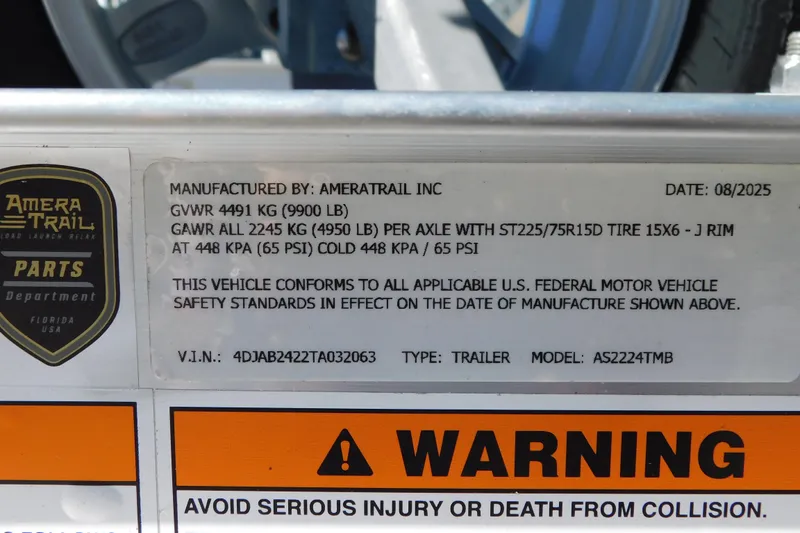 AMERA
TRAIL
LOAD LAUNCH RELAX
PARTS
Department
FLORIDA
USA
MANUFACTURED BY: AMERATRAIL INC DATE: 08/2025
GVWR 4491 KG (9900 LB)
GAWR ALL 2245 KG (4950 LB) PER AXLE WITH ST225/75R15D TIRE 15X6 - J RIM
AT 448 KPA (65 PSI) COLD 448 KPA / 65 PSI
THIS VEHICLE CONFORMS TO ALL APPLICABLE U.S. FEDERAL MOTOR VEHICLE
SAFETY STANDARDS IN EFFECT ON THE DATE OF MANUFACTURE SHOWN ABOVE.
V.I.N.: 4DJAB2422TA032063 TYPE: TRAILER MODEL: AS2224TMB
WARNING
AVOID SERIOUS INJURY OR DEATH FROM COLLISION.